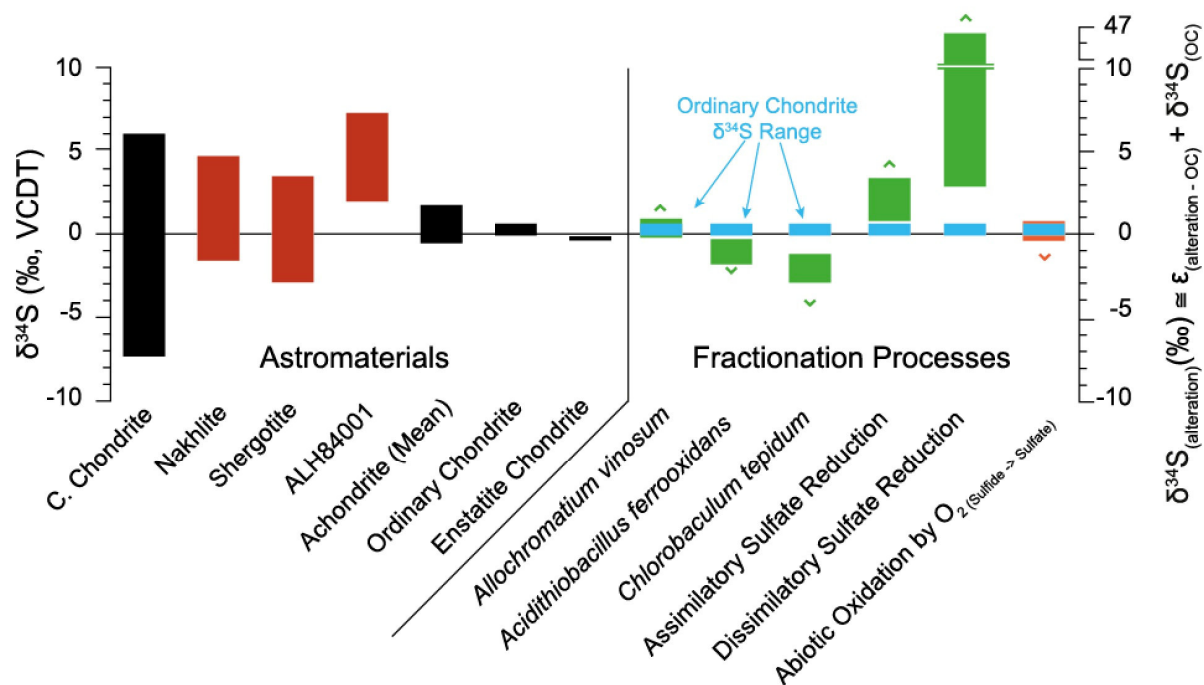 δ³⁴S (‰, VCDT)
10
5
0
-5
-10
Astromaterials
C. Chondrite
Nakhlite
Shergotite
ALH84001
Achondrite (Mean)
Ordinary Chondrite
Enstatite Chondrite
Ordinary Chondrite
δ³⁴S Range
Fractionation Processes
Allochromatium vinosum
Acidithiobacillus ferrooxidans
Chlorobaculum tepidum
Assimilatory Sulfate Reduction
Dissimilatory Sulfate Reduction
Abiotic Oxidation by O₂ (Sulfide -> Sulfate)
47
10
5
0
-5
-10
δ³⁴S(alteration)(‰) ≅ ε(alteration - OC) + δ³⁴S(OC)